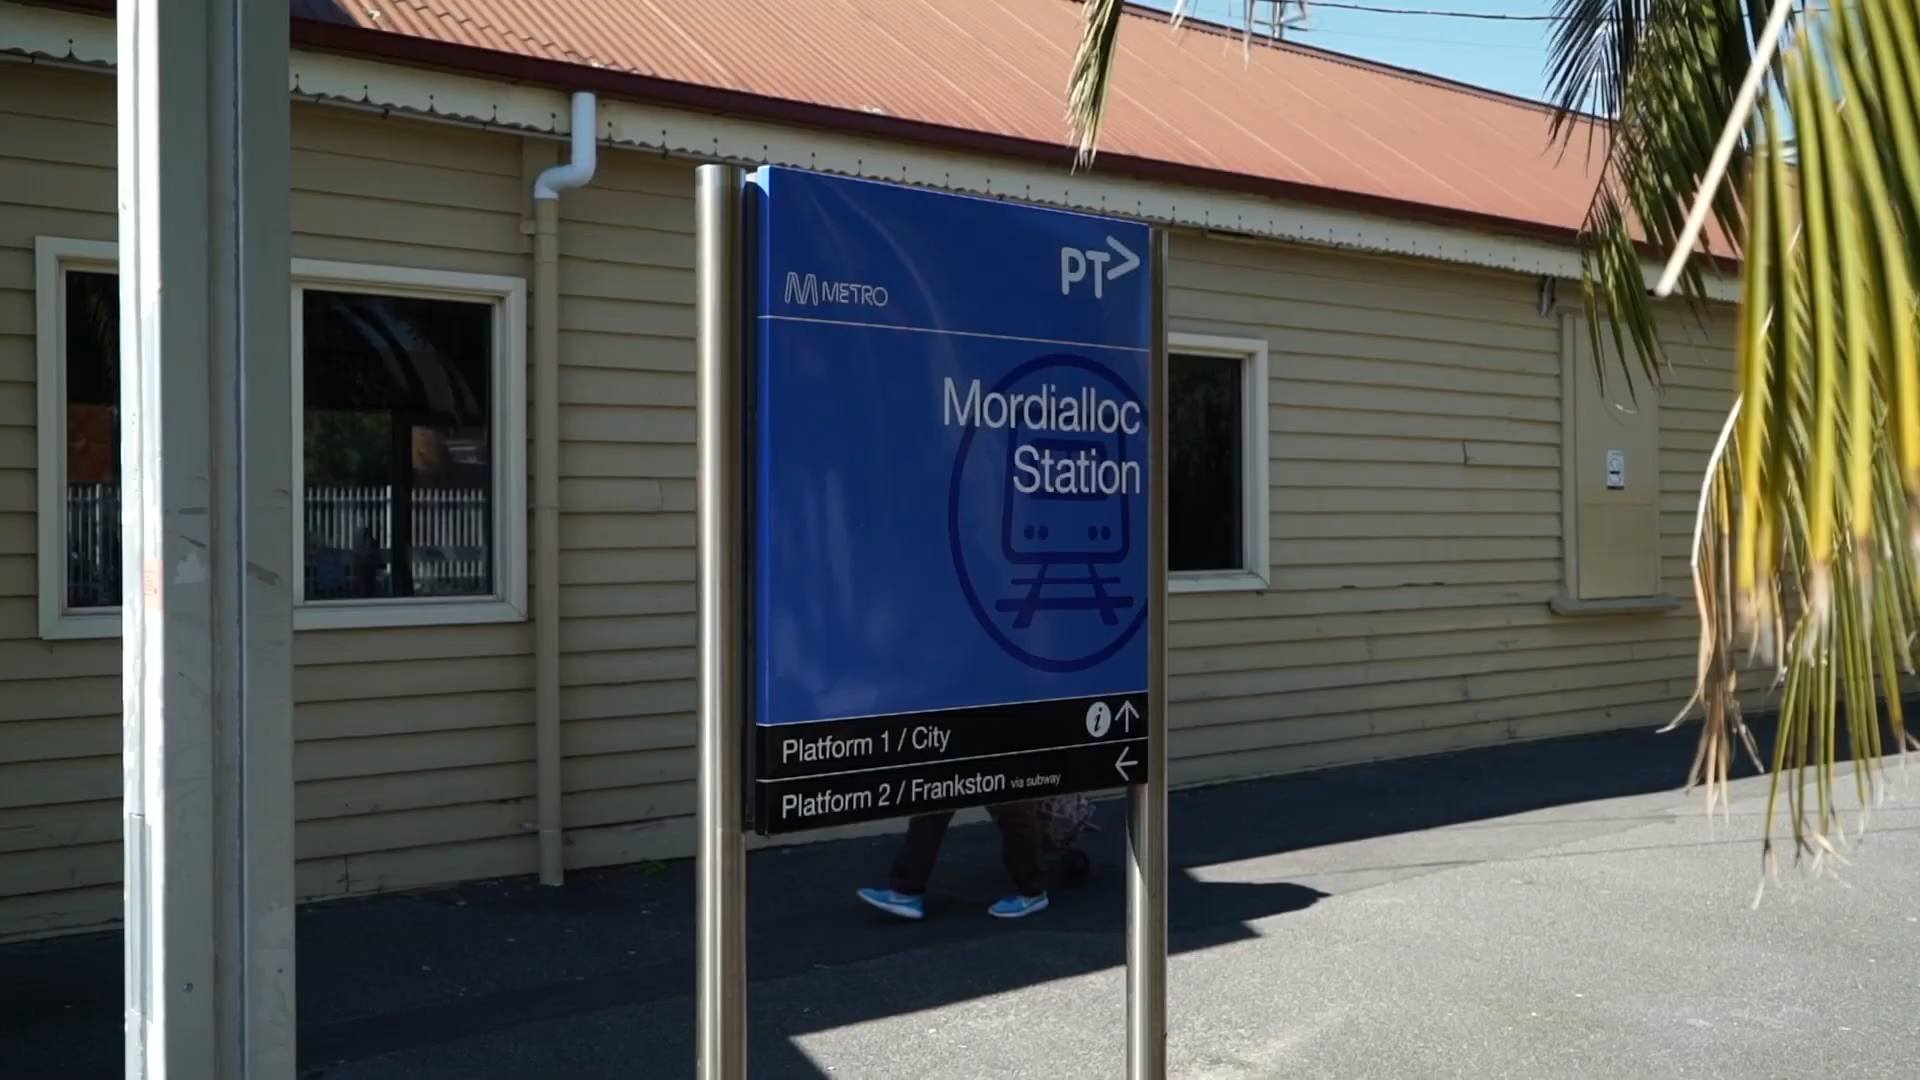 PT>
METRO
Mordialloc
Station
Platform 1 / City
Platform 2 / Frankston via subway